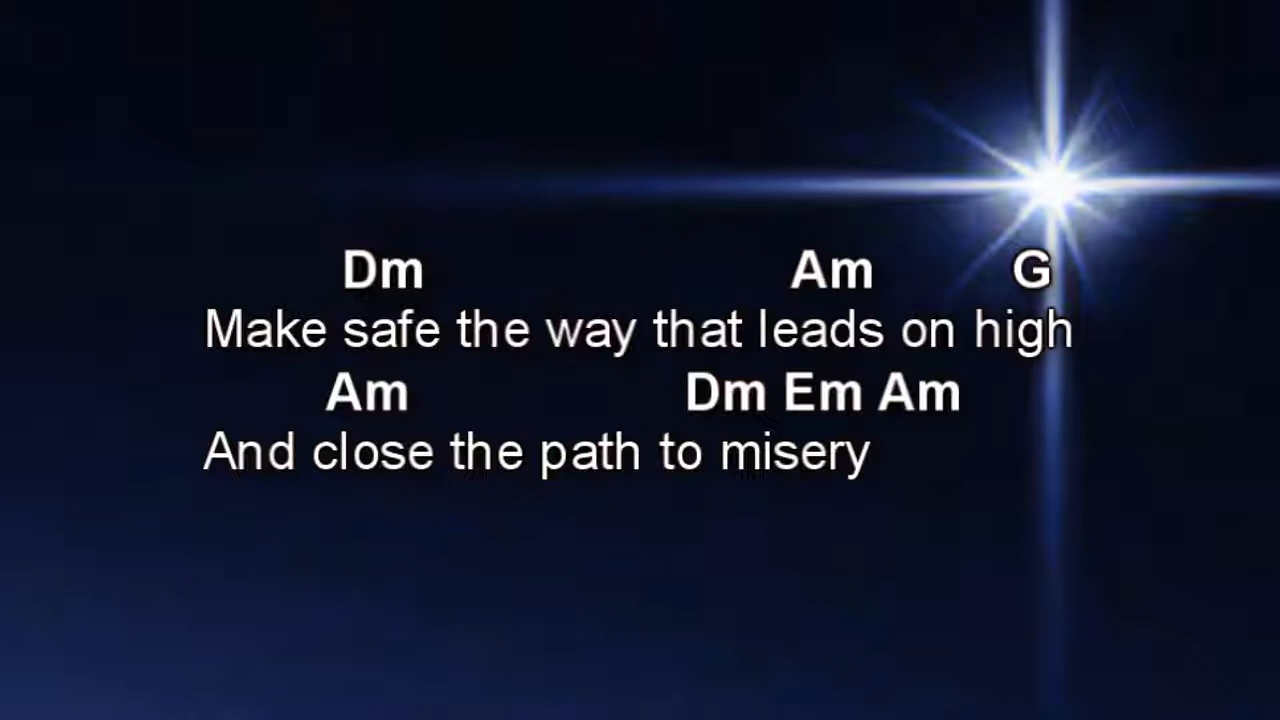 Dm Am G
Make safe the way that leads on high
Am Dm Em Am
And close the path to misery